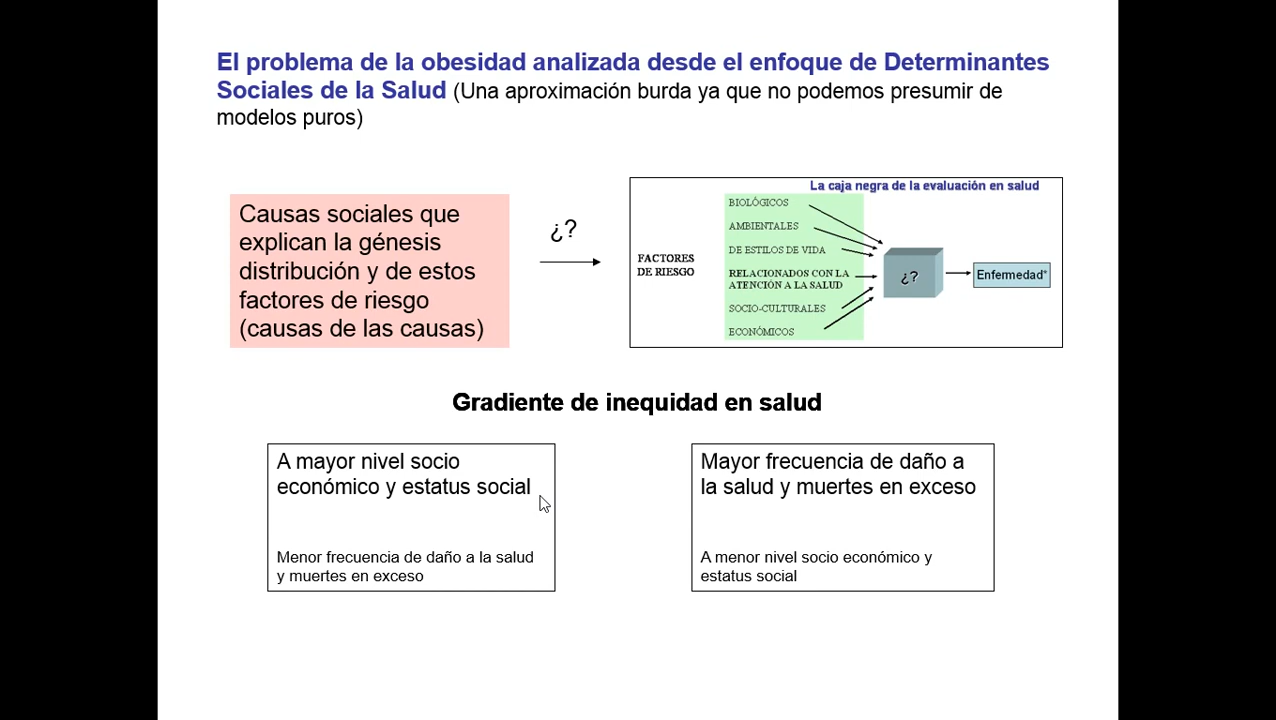 El problema de la obesidad analizada desde el enfoque de Determinantes
Sociales de la Salud (Una aproximación burda ya que no podemos presumir de
modelos puros)
Causas sociales que
explican la génesis
distribución y de estos
factores de riesgo
(causas de las causas)
¿?
La caja negra de la evaluación en salud
FACTORES
DE RIESGO
BIOLÓGICOS
AMBIENTALES
DE ESTILOS DE VIDA
RELACIONADOS CON LA
ATENCIÓN A LA SALUD
SOCIO-CULTURALES
ECONÓMICOS
¿?
Enfermedad*
Gradiente de inequidad en salud
A mayor nivel socio
económico y estatus social
Menor frecuencia de daño a la salud
y muertes en exceso
Mayor frecuencia de daño a
la salud y muertes en exceso
A menor nivel socio económico y
estatus social